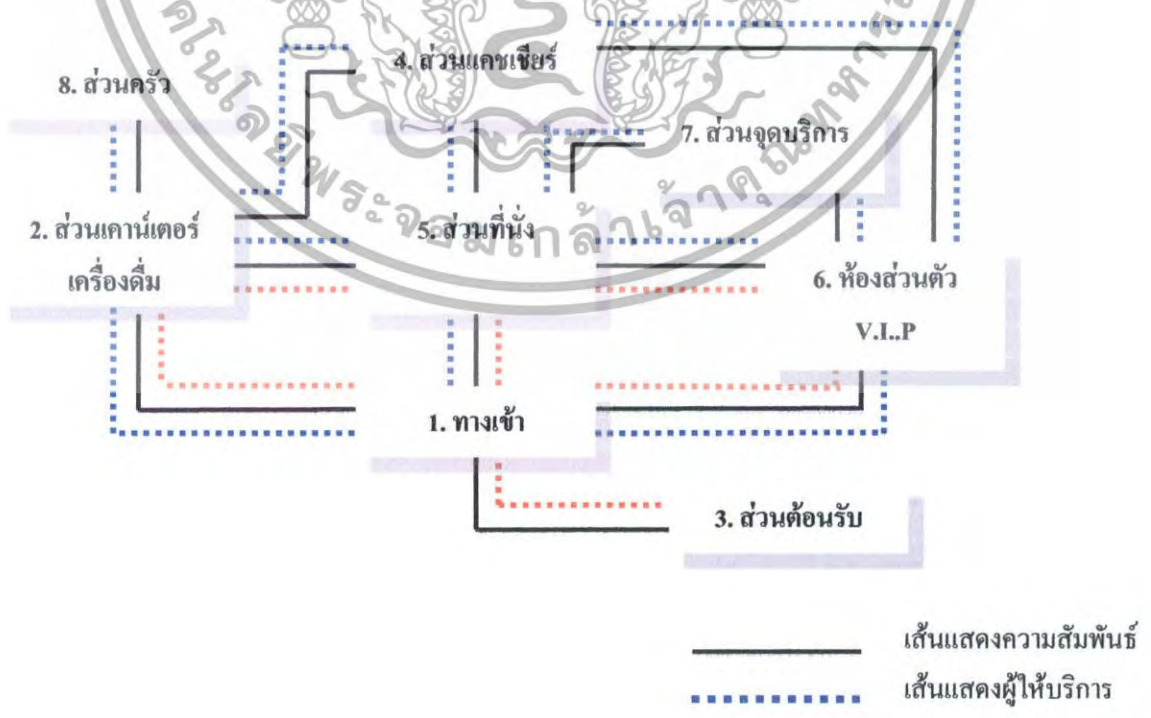 4. ส่วนแคชเชียร์
8. ส่วนครัว
7. ส่วนจุดบริการ
2. ส่วนเคาน์เตอร์
เครื่องดื่ม
5. ส่วนที่นั่ง
6. ห้องส่วนตัว
V.I..P
1. ทางเข้า
3. ส่วนต้อนรับ
เส้นแสดงความสัมพันธ์
เส้นแสดงผู้ให้บริการ